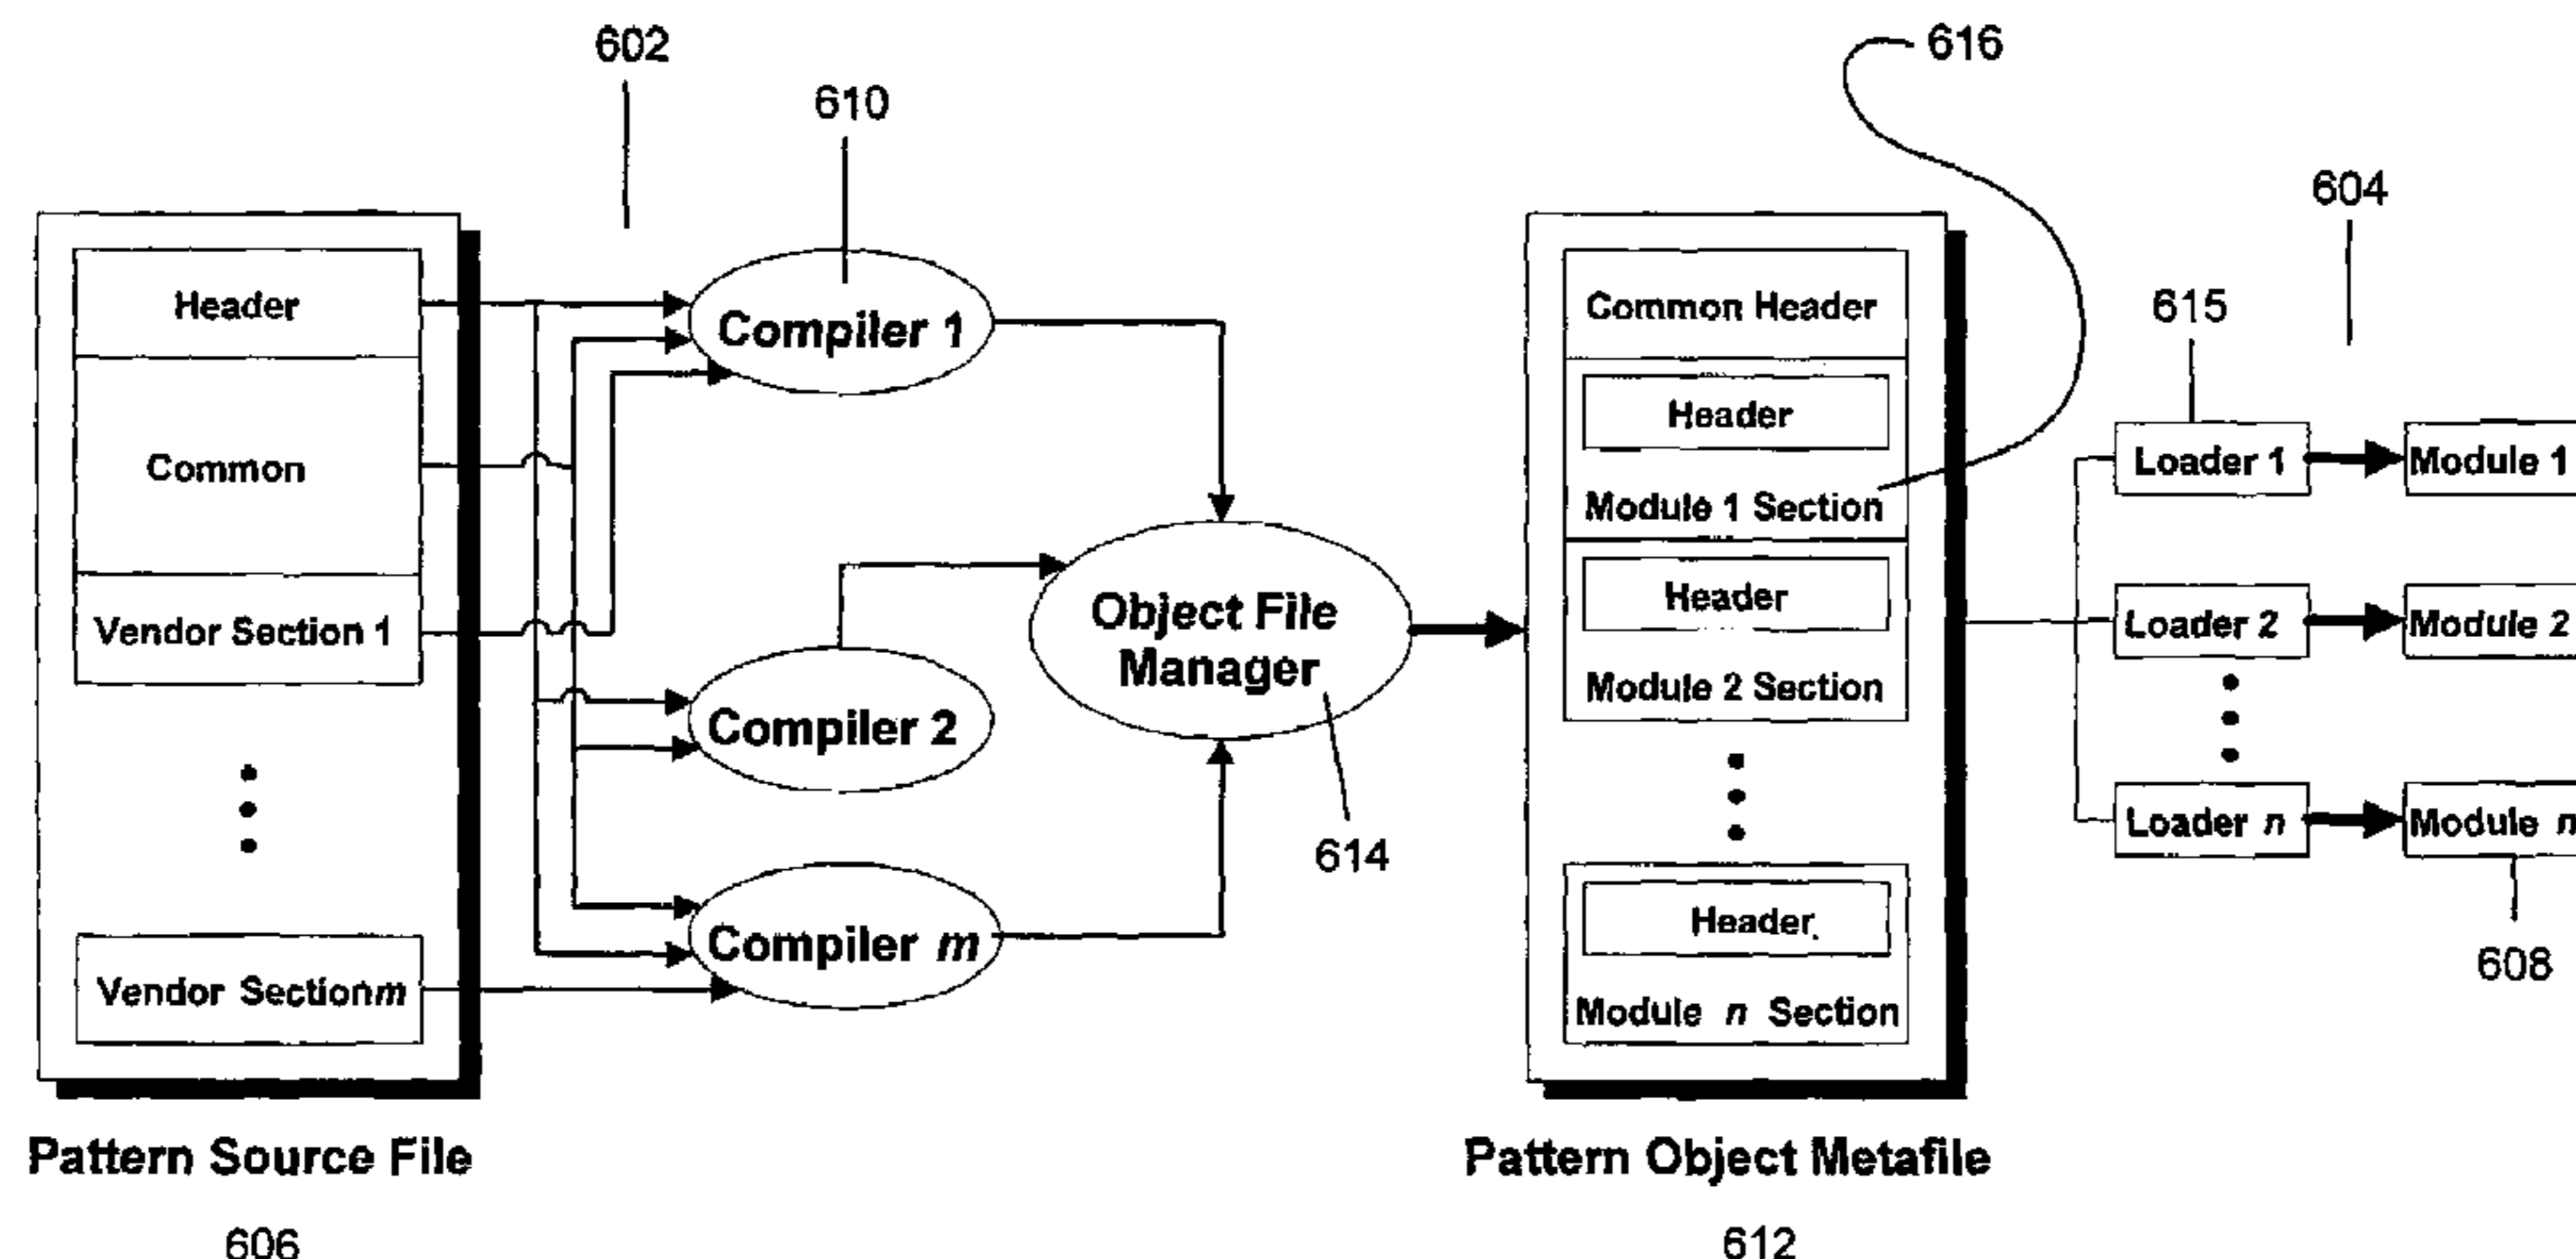 602
610
616
604
615
Header
Common
Vendor Section 1
Vendor Section m
Compiler 1
Compiler 2
Compiler m
Object File
Manager
614
Common Header
Header
Module 1 Section
Header
Module 2 Section
Header
Module n Section
Loader 1
Module 1
Loader 2
Module 2
Loader n
Module n
608
Pattern Source File
606
Pattern Object Metafile
612